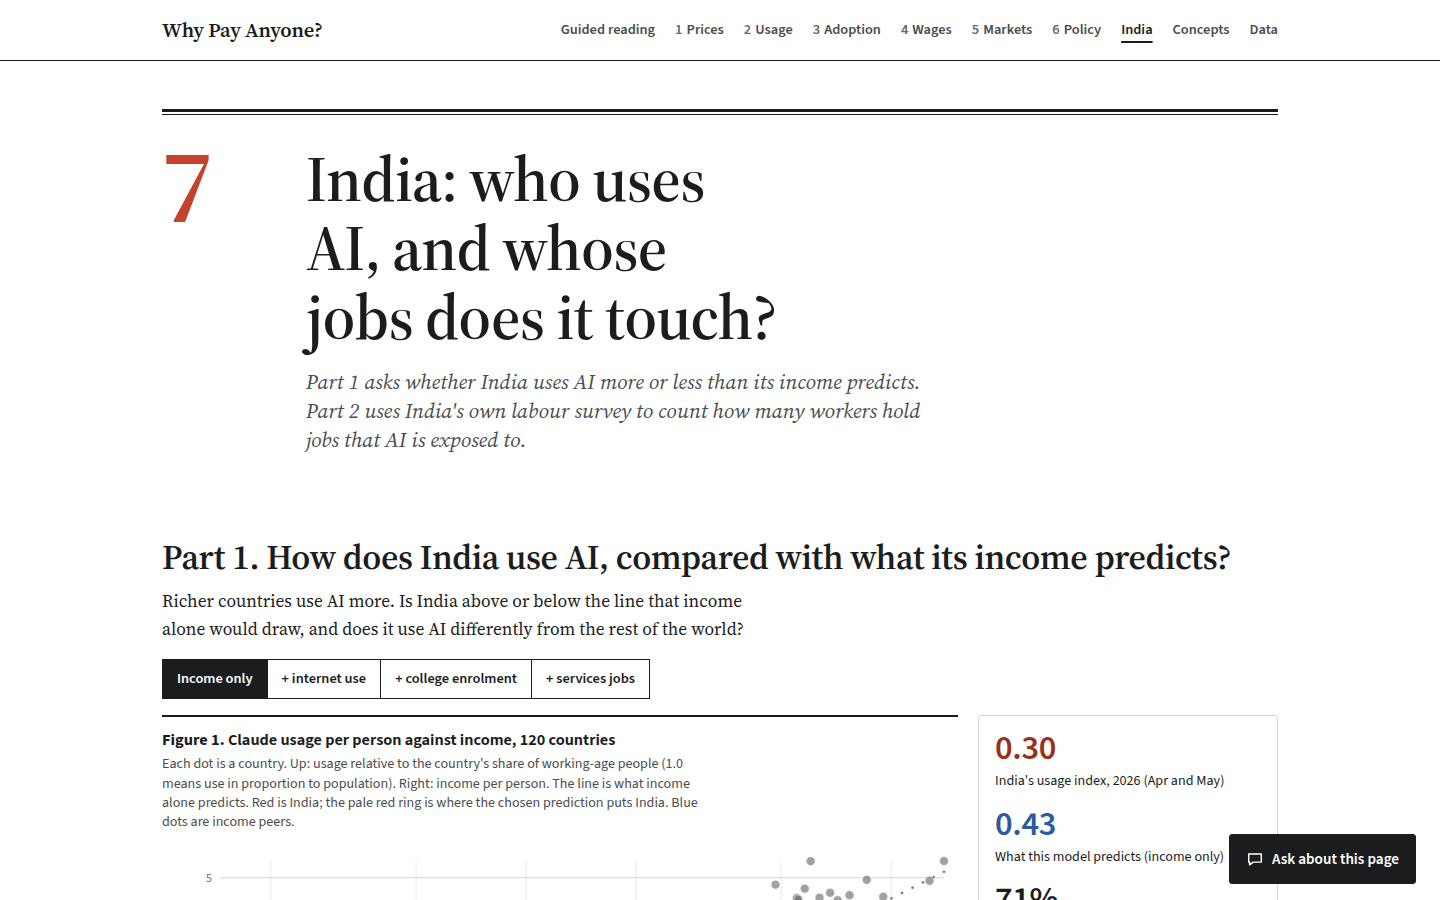 Why Pay Anyone?
Guided reading 1 Prices 2 Usage 3 Adoption 4 Wages 5 Markets 6 Policy India Concepts Data
7
India: who uses
AI, and whose
jobs does it touch?
Part 1 asks whether India uses AI more or less than its income predicts.
Part 2 uses India's own labour survey to count how many workers hold
jobs that AI is exposed to.
Part 1. How does India use AI, compared with what its income predicts?
Richer countries use AI more. Is India above or below the line that income
alone would draw, and does it use AI differently from the rest of the world?
Income only + internet use + college enrolment + services jobs
Figure 1. Claude usage per person against income, 120 countries
Each dot is a country. Up: usage relative to the country's share of working-age people (1.0
means use in proportion to population). Right: income per person. The line is what income
alone predicts. Red is India; the pale red ring is where the chosen prediction puts India. Blue
dots are income peers.
5
0.30
India's usage index, 2026 (Apr and May)
0.43
What this model predicts (income only)
71%
Ask about this page